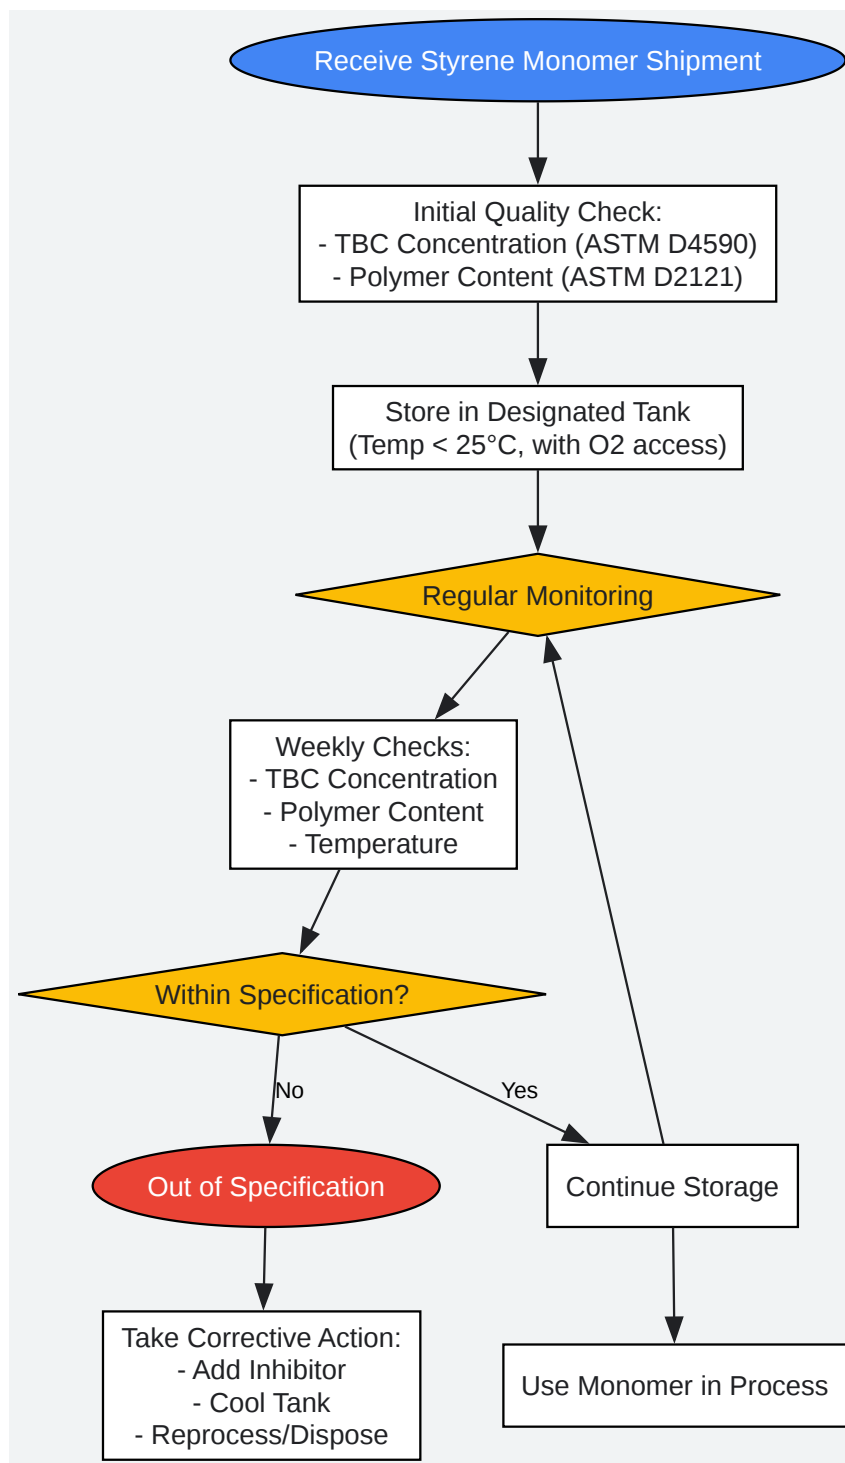 Receive Styrene Monomer Shipment
Initial Quality Check:
- TBC Concentration (ASTM D4590)
- Polymer Content (ASTM D2121)
Store in Designated Tank
(Temp < 25°C, with O2 access)
Regular Monitoring
Weekly Checks:
- TBC Concentration
- Polymer Content
- Temperature
Within Specification?
No
Yes
Out of Specification
Continue Storage
Take Corrective Action:
- Add Inhibitor
- Cool Tank
- Reprocess/Dispose
Use Monomer in Process